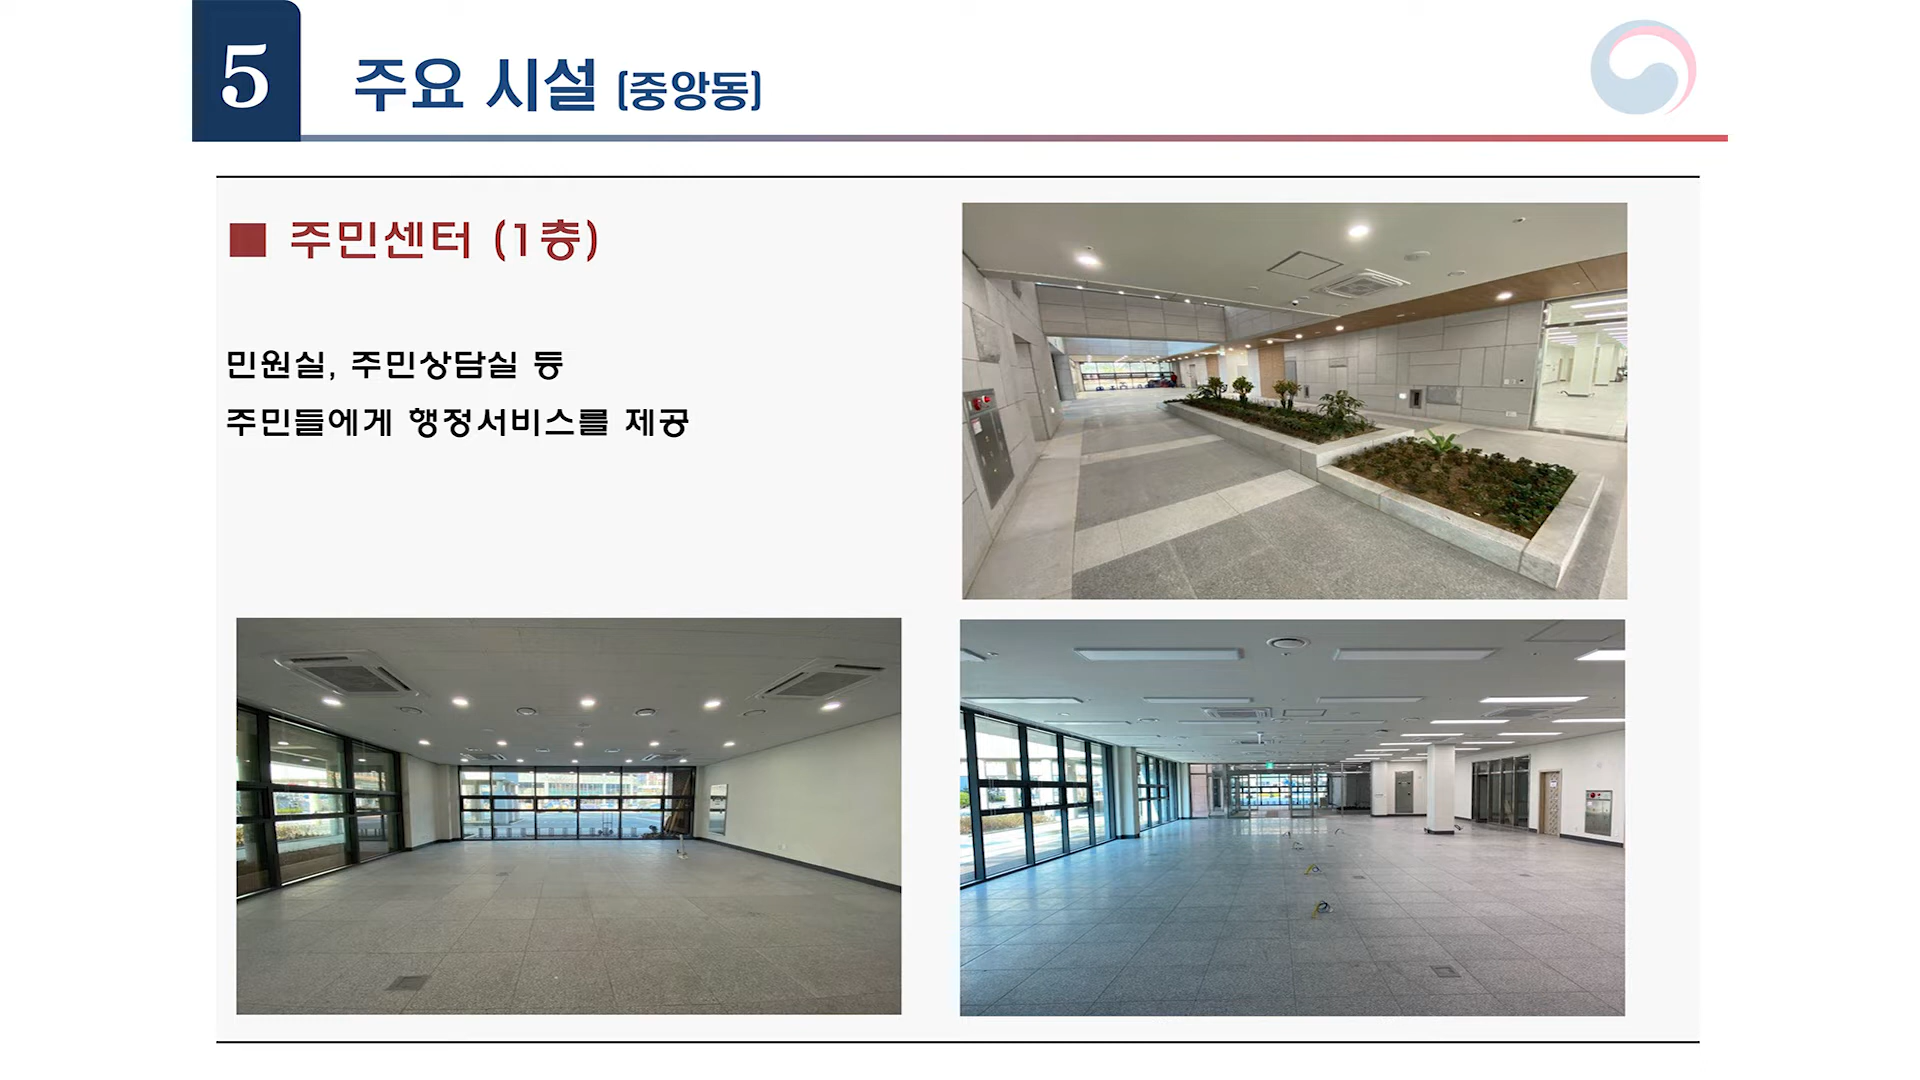 5
주요 시설 [중앙동]
■ 주민센터 (1층)
민원실, 주민상담실 등
주민들에게 행정서비스를 제공